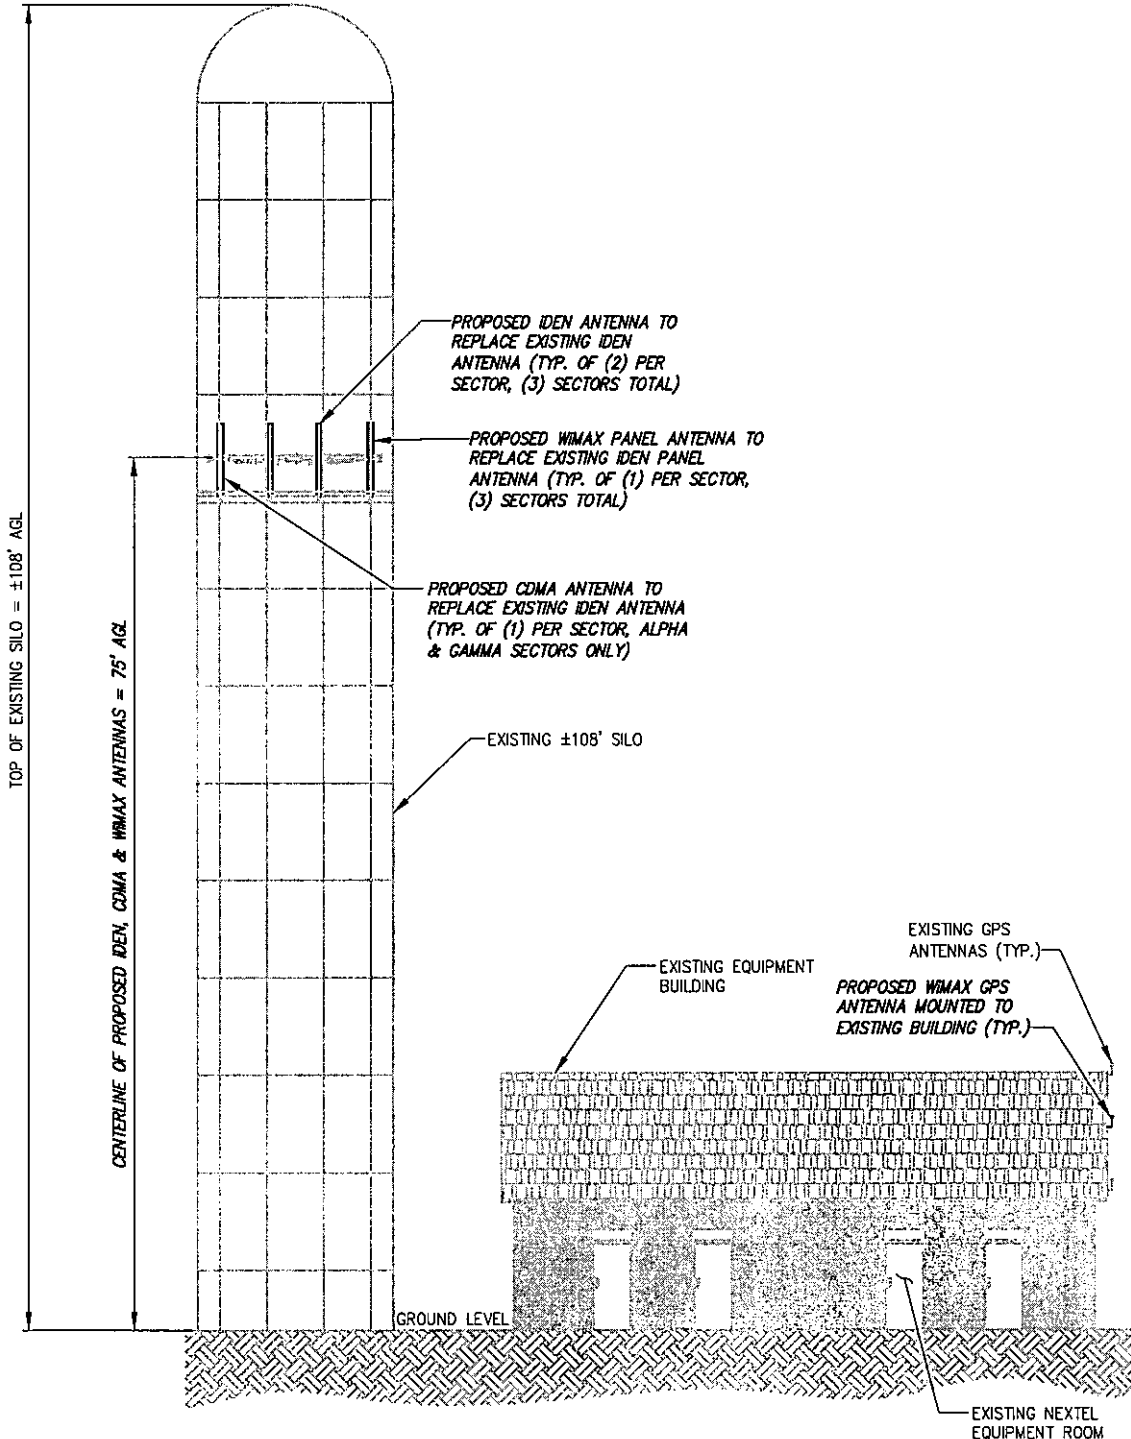 TOP OF EXISTING SILO = ±108' AGL
CENTERLINE OF PROPOSED IDEN, CDMA & WIMAX ANTENNAS = 75' AGL
PROPOSED IDEN ANTENNA TO
REPLACE EXISTING IDEN
ANTENNA (TYP. OF (2) PER
SECTOR, (3) SECTORS TOTAL)
PROPOSED WIMAX PANEL ANTENNA TO
REPLACE EXISTING IDEN PANEL
ANTENNA (TYP. OF (1) PER SECTOR,
(3) SECTORS TOTAL)
PROPOSED CDMA ANTENNA TO
REPLACE EXISTING IDEN ANTENNA
(TYP. OF (1) PER SECTOR, ALPHA
& GAMMA SECTORS ONLY)
EXISTING ±108' SILO
EXISTING GPS
ANTENNAS (TYP.)
EXISTING EQUIPMENT
BUILDING
PROPOSED WIMAX GPS
ANTENNA MOUNTED TO
EXISTING BUILDING (TYP.)
GROUND LEVEL
EXISTING NEXTEL
EQUIPMENT ROOM